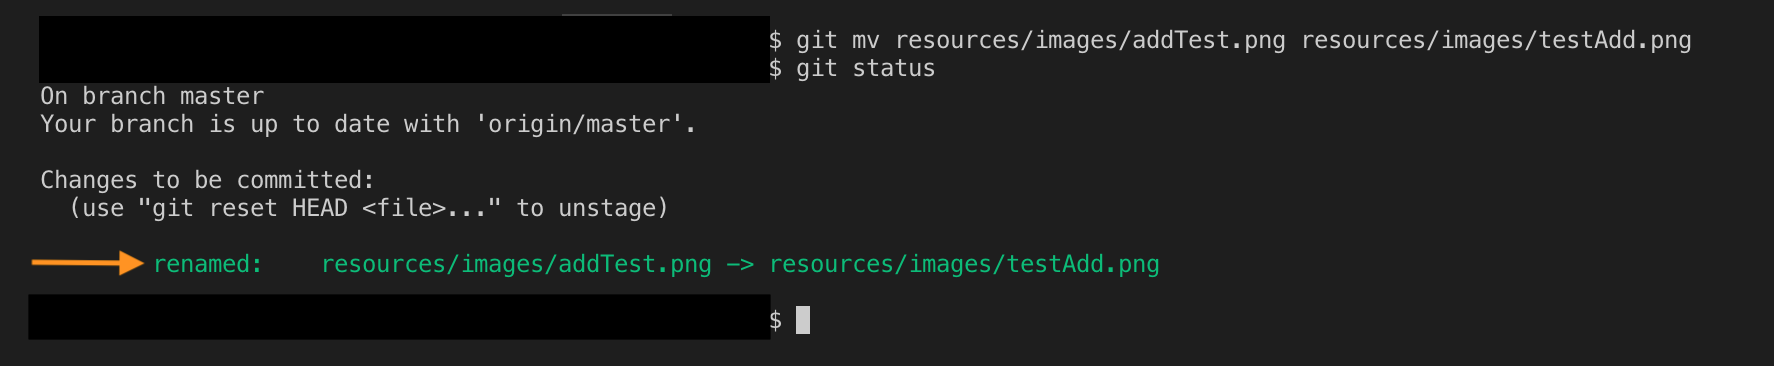 $ git mv resources/images/addTest.png resources/images/testAdd.png
$ git status
On branch master
Your branch is up to date with 'origin/master'.
Changes to be committed:
(use "git reset HEAD <file>..." to unstage)
renamed: resources/images/addTest.png -> resources/images/testAdd.png
$